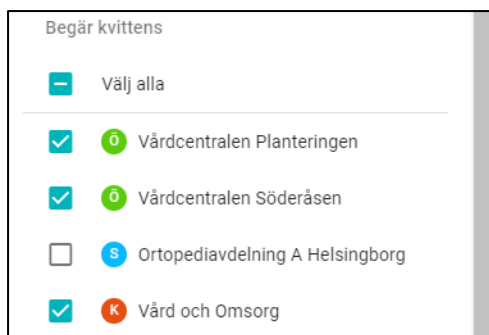 Begär kvittens
Välj alla
Ö Vårdcentralen Planteringen
Ö Vårdcentralen Söderåsen
S Ortopediavdelning A Helsingborg
K Vård och Omsorg